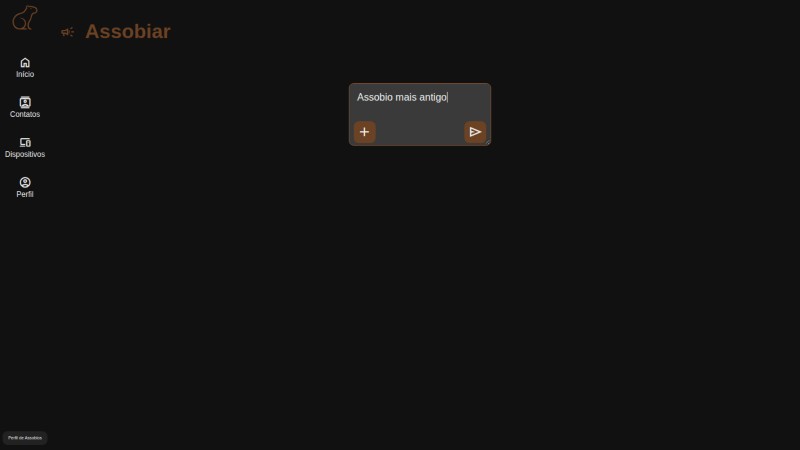 Assobiar
Início
Contatos
Dispositivos
Perfil
Assobio mais antigo
Perfil de Assobios